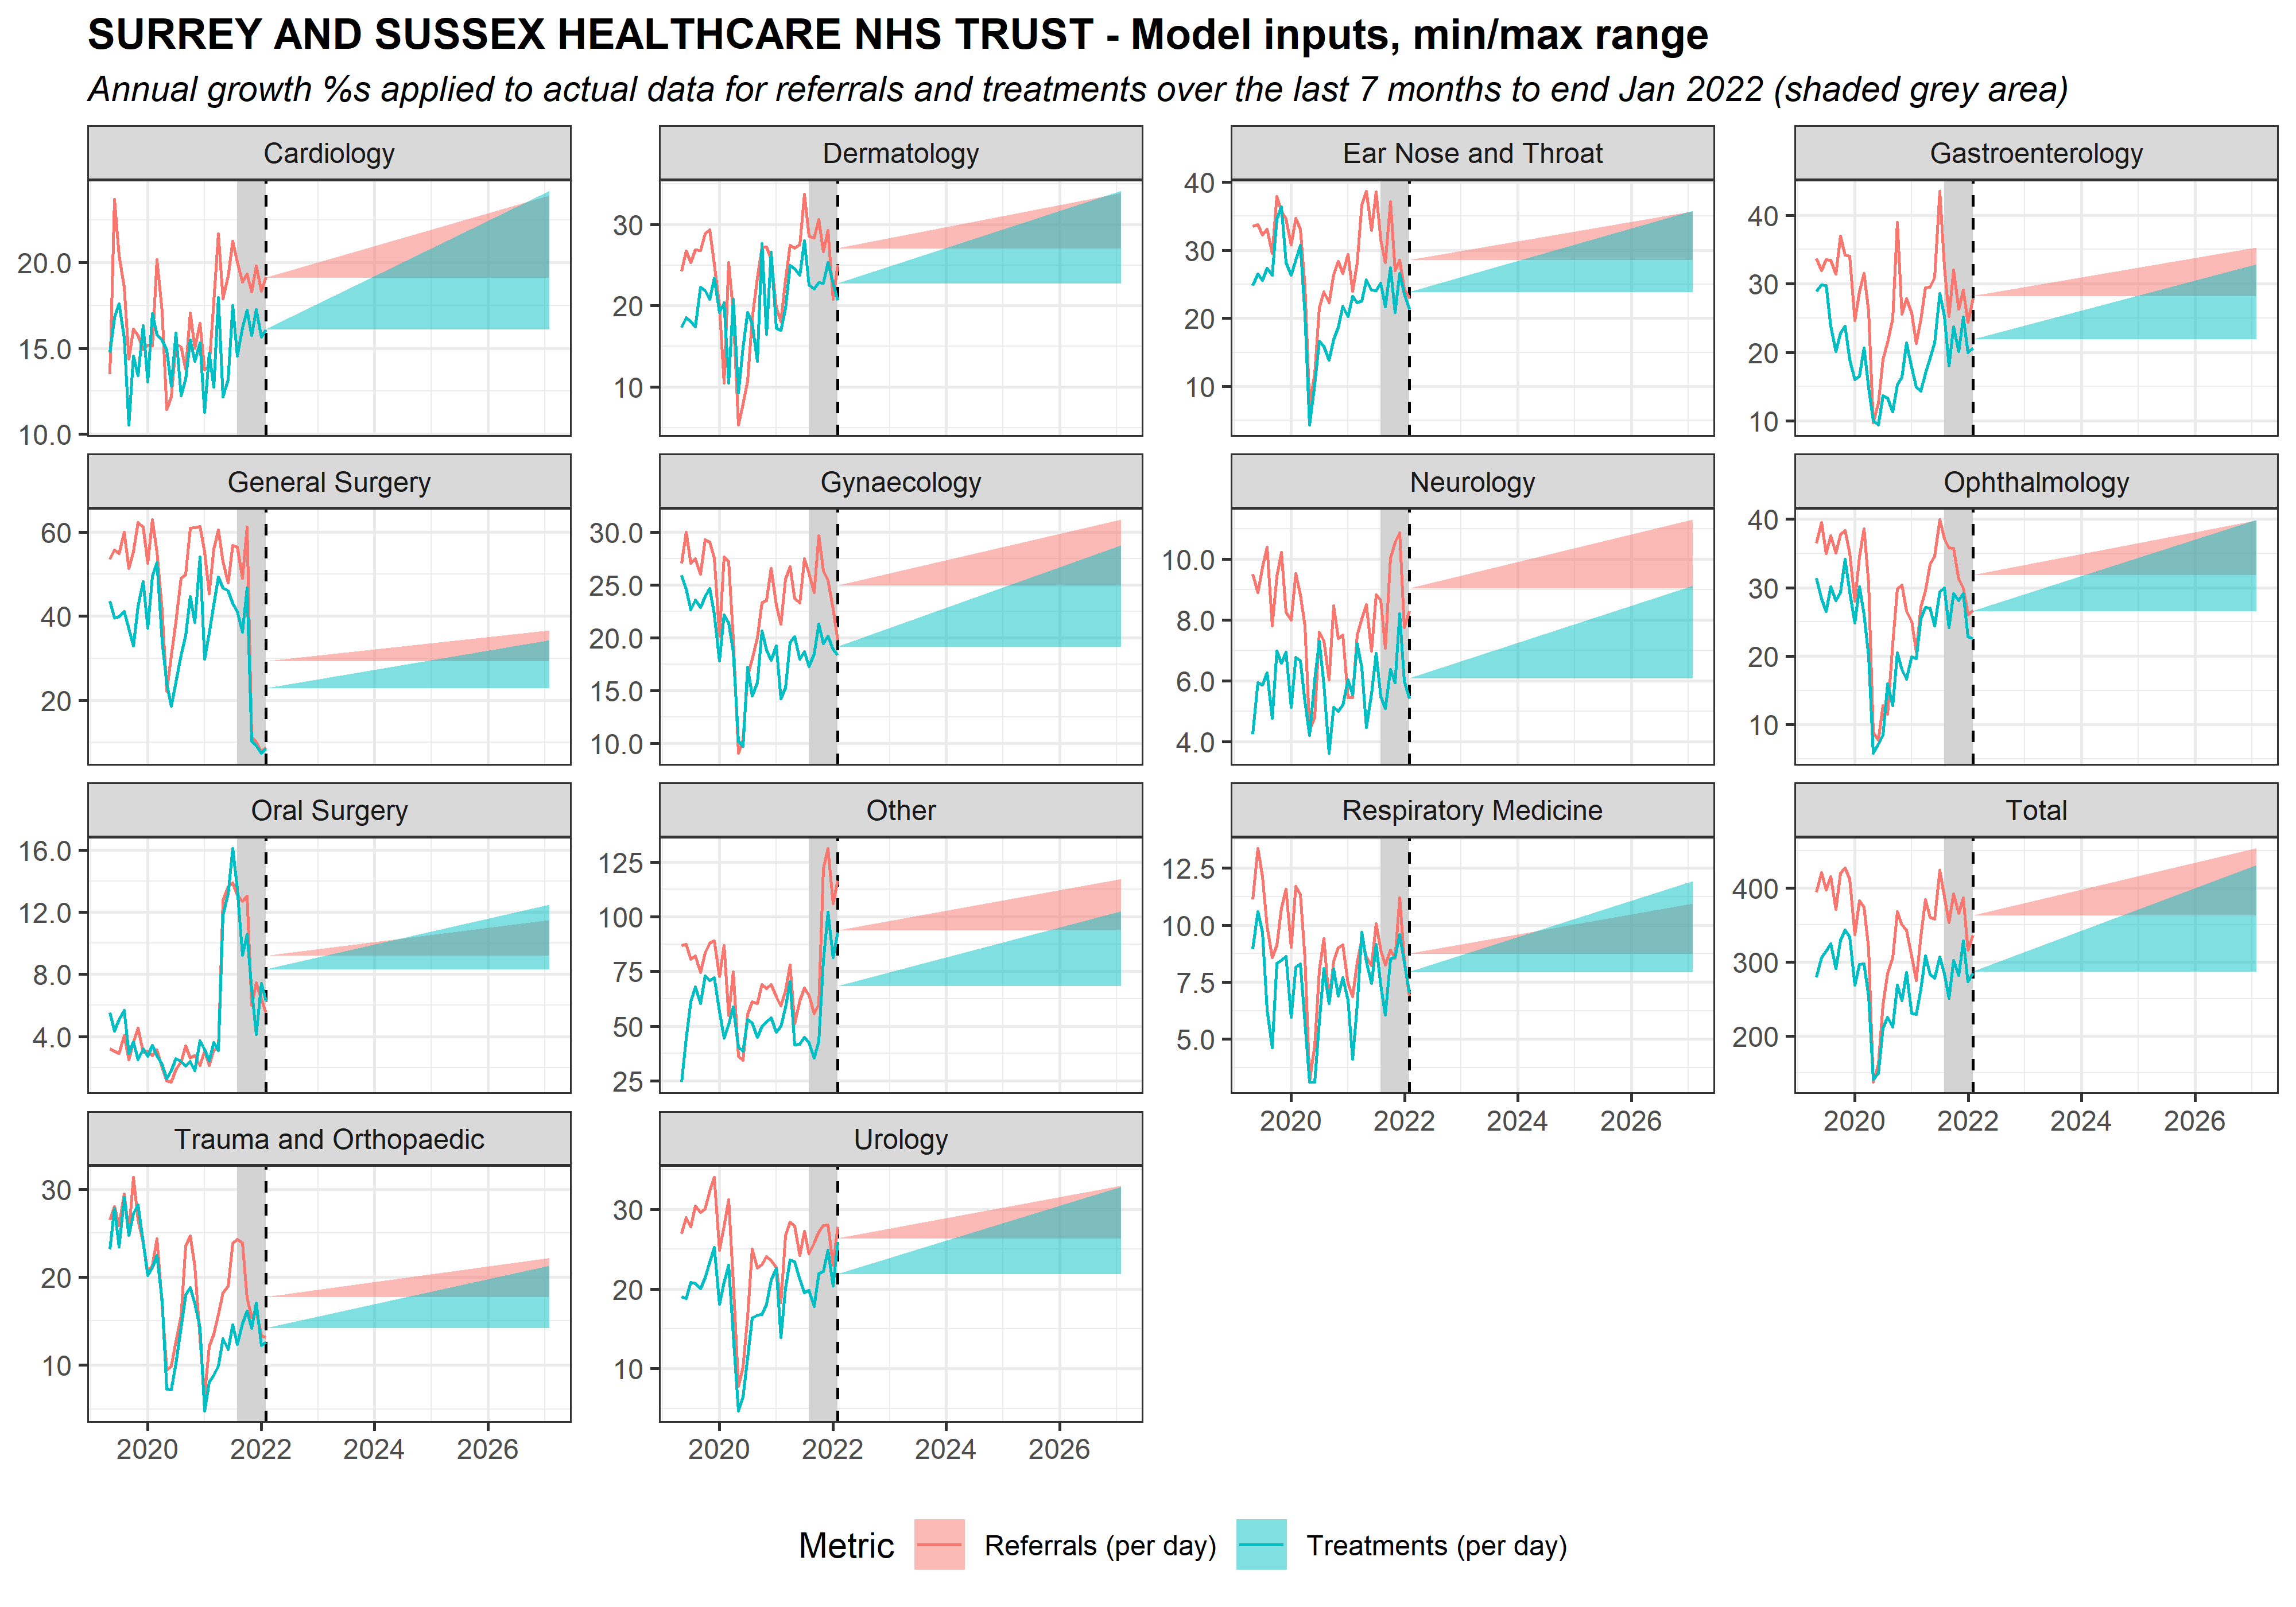 SURREY AND SUSSEX HEALTHCARE NHS TRUST - Model inputs, min/max range
Annual growth %s applied to actual data for referrals and treatments over the last 7 months to end Jan 2022 (shaded grey area)
Cardiology
20.0
15.0
10.0
Dermatology
30
20
10
Ear Nose and Throat
40
30
20
10
Gastroenterology
40
30
20
10
General Surgery
60
40
20
Gynaecology
30.0
25.0
20.0
15.0
10.0
Neurology
10.0
8.0
6.0
4.0
Ophthalmology
40
30
20
10
Oral Surgery
16.0
12.0
8.0
4.0
Other
125
100
75
50
25
Respiratory Medicine
12.5
10.0
7.5
5.0
2020 2022 2024 2026
Total
400
300
200
2020 2022 2024 2026
Trauma and Orthopaedic
30
20
10
2020 2022 2024 2026
Urology
30
20
10
2020 2022 2024 2026
Metric Referrals (per day) Treatments (per day)